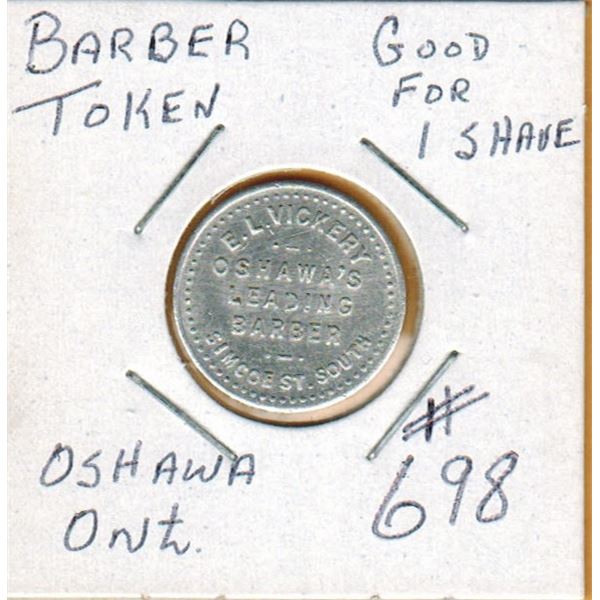 BARBER
TOKEN
GOOD
FOR
1 SHAVE
E.L. VICKERY
OSHAWA'S
LEADING
BARBER
SIMCOE ST. SOUTH
OSHAWA
ONT.
#
698